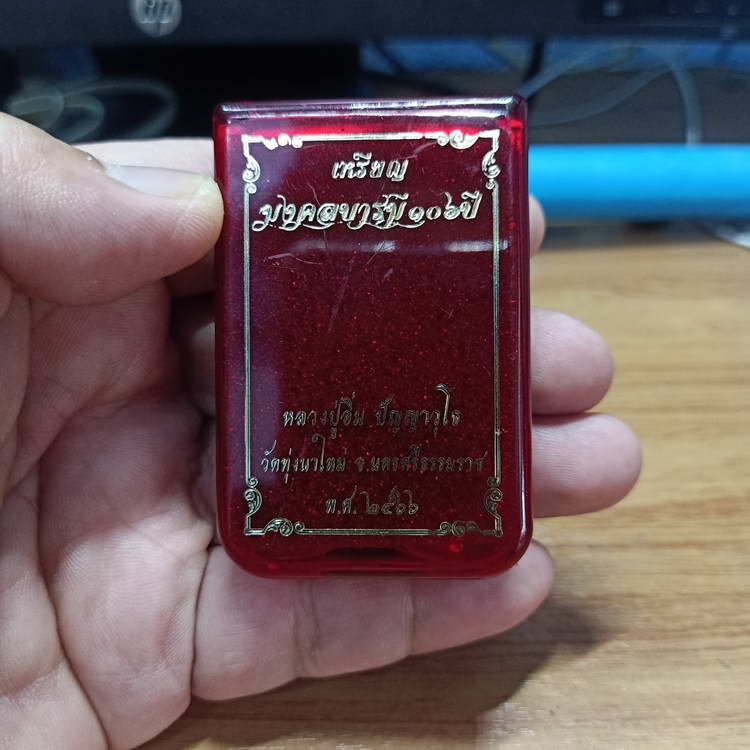 hp
เหรียญ
มงคลบารมี ๑๐๖ ปี
หลวงปู่อิ่ม ปัญญาวุโธ
วัดทุ่งนาใหม่ จ.นครศรีธรรมราช
พ.ศ. ๒๕๖๖